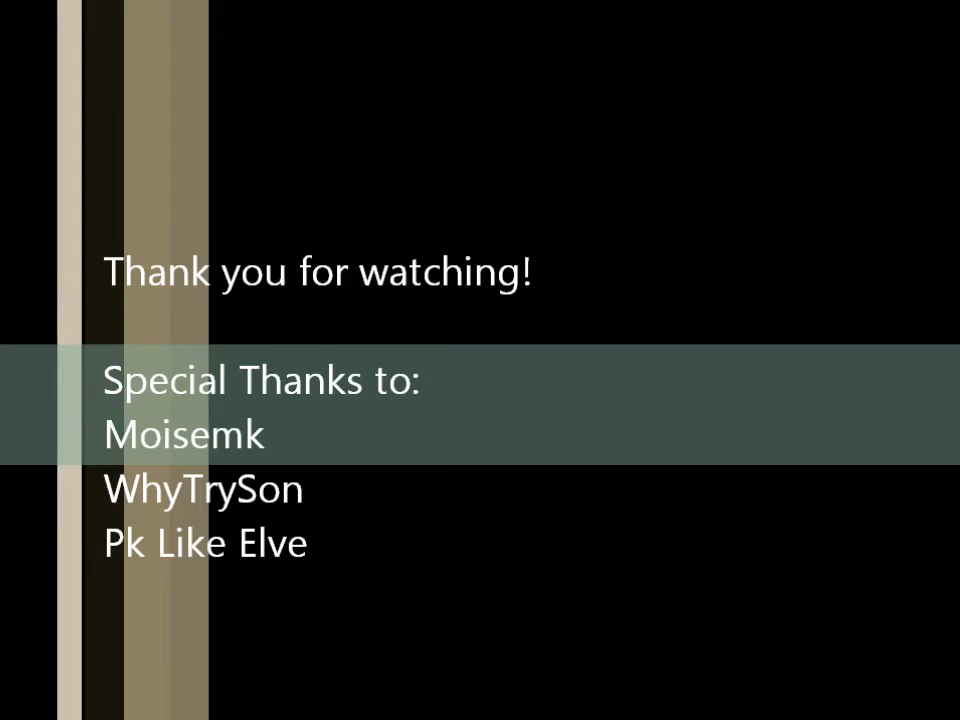 Thank you for watching!
Special Thanks to:
Moisemk
WhyTrySon
Pk Like Elve